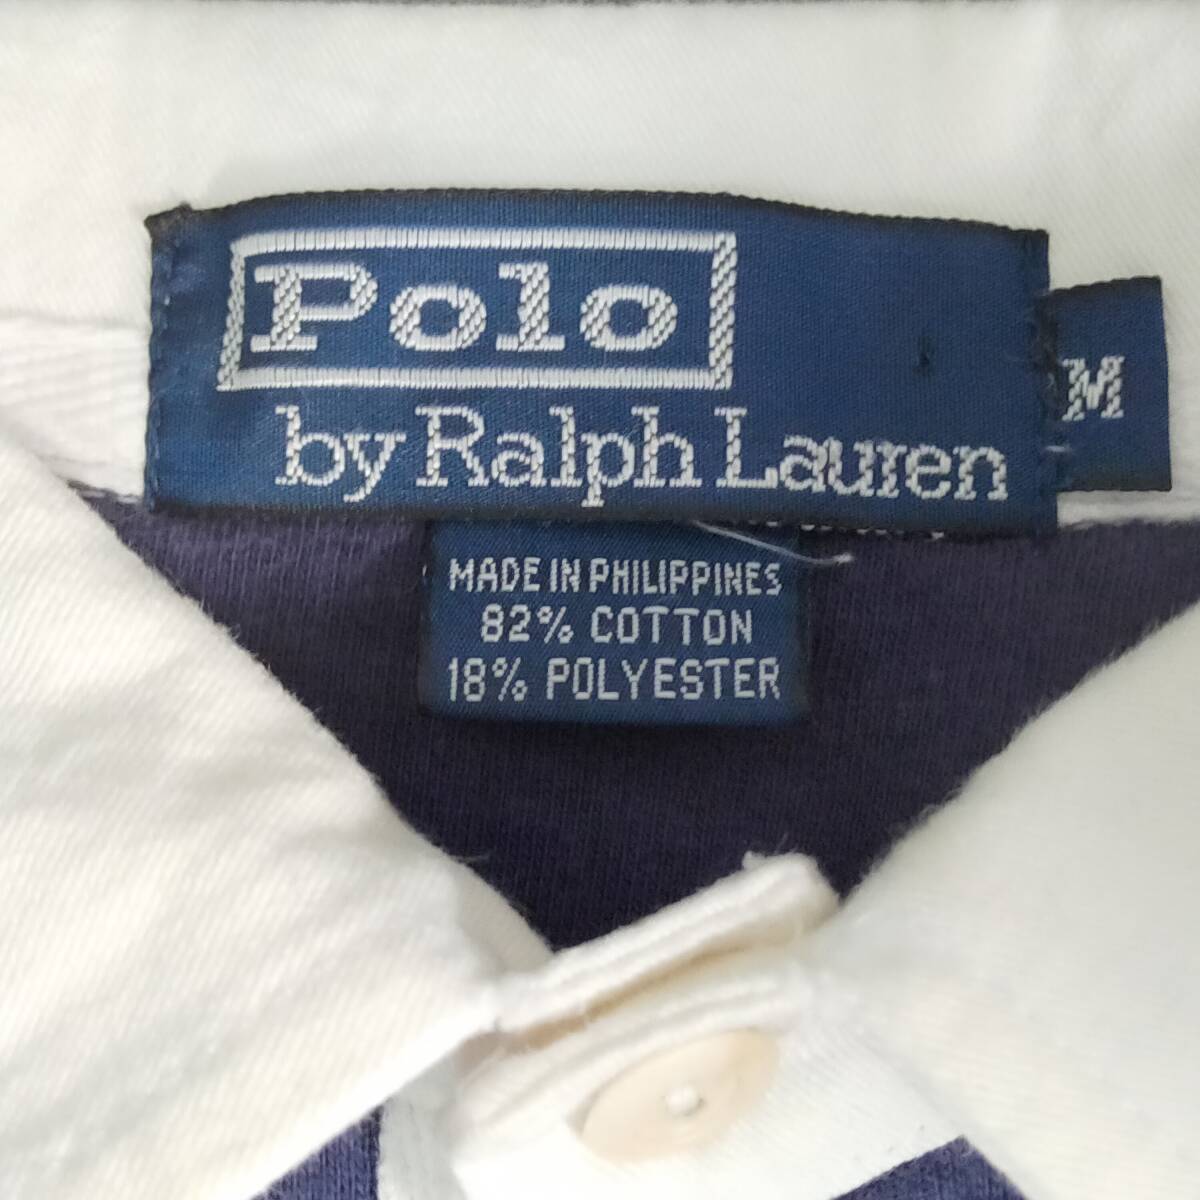 Polo
by Ralph Lauren
M
MADE IN PHILIPPINES
82% COTTON
18% POLYESTER